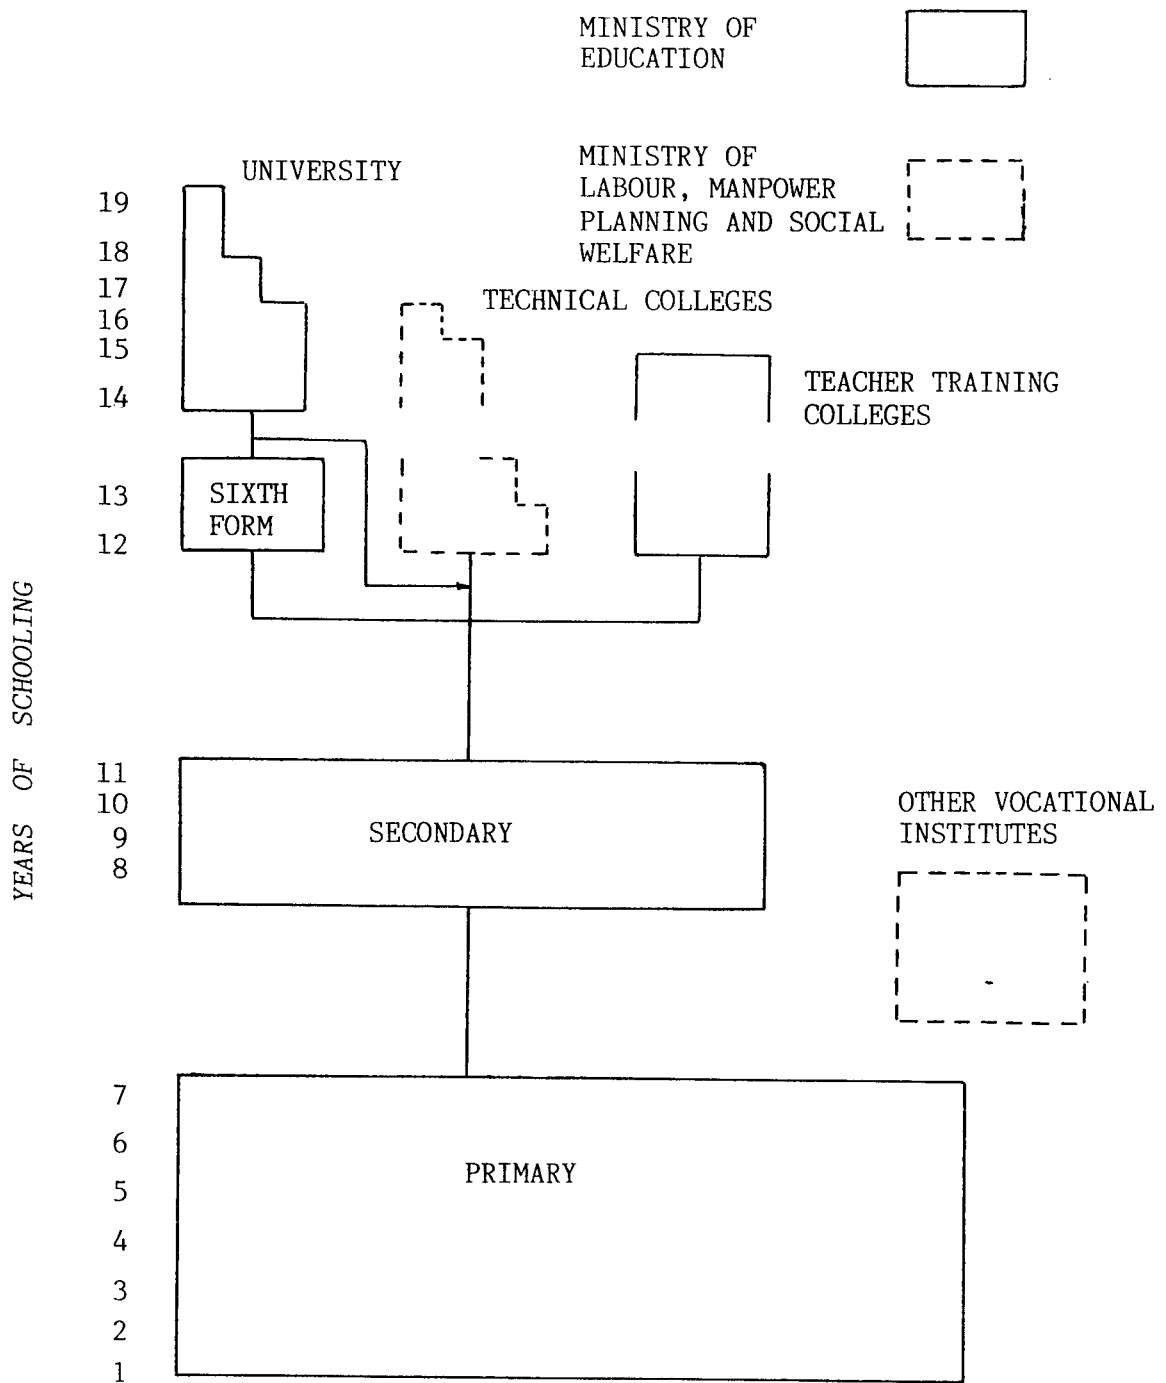 MINISTRY OF
EDUCATION
MINISTRY OF
LABOUR, MANPOWER
PLANNING AND SOCIAL
WELFARE
UNIVERSITY
19
18
17
16
15
14
13
12
TECHNICAL COLLEGES
TEACHER TRAINING
COLLEGES
SIXTH
FORM
YEARS OF SCHOOLING
11
10
9
8
SECONDARY
OTHER VOCATIONAL
INSTITUTES
7
6
5
4
3
2
1
PRIMARY